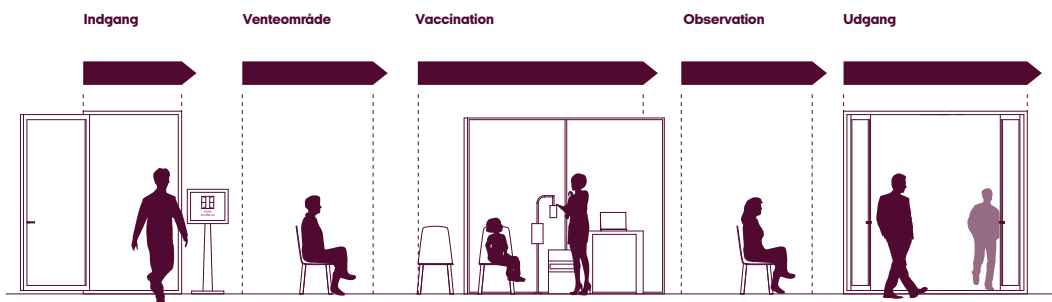 Indgang
Venteområde
Vaccination
Observation
Udgang